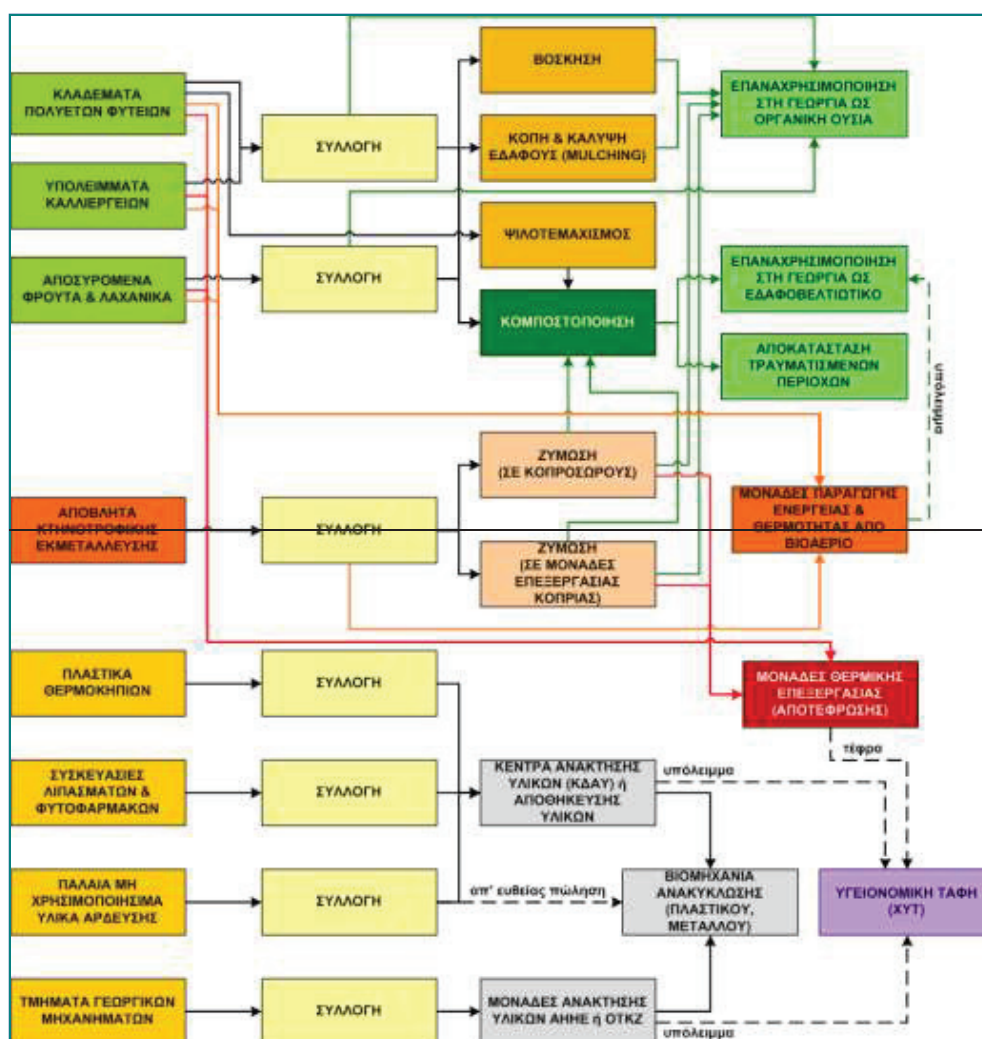 ΚΛΑΔΕΜΑΤΑ
ΠΟΛΥΕΤΩΝ ΦΥΤΕΙΩΝ
ΥΠΟΛΕΙΜΜΑΤΑ
ΚΑΛΛΙΕΡΓΕΙΩΝ
ΑΠΟΣΥΡΟΜΕΝΑ
ΦΡΟΥΤΑ & ΛΑΧΑΝΙΚΑ
ΣΥΛΛΟΓΗ
ΣΥΛΛΟΓΗ
ΒΟΣΚΗΣΗ
ΚΟΠΗ & ΚΑΛΥΨΗ
ΕΔΑΦΟΥΣ (MULCHING)
ΨΙΛΟΤΕΜΑΧΙΣΜΟΣ
ΚΟΜΠΟΣΤΟΠΟΙΗΣΗ
ΕΠΑΝΑΧΡΗΣΙΜΟΠΟΙΗΣΗ
ΣΤΗ ΓΕΩΡΓΙΑ ΩΣ
ΟΡΓΑΝΙΚΗ ΟΥΣΙΑ
ΕΠΑΝΑΧΡΗΣΙΜΟΠΟΙΗΣΗ
ΣΤΗ ΓΕΩΡΓΙΑ ΩΣ
ΕΔΑΦΟΒΕΛΤΙΩΤΙΚΟ
ΑΠΟΚΑΤΑΣΤΑΣΗ
ΤΡΑΥΜΑΤΙΣΜΕΝΩΝ
ΠΕΡΙΟΧΩΝ
υπόλειμμα
ΑΠΟΒΛΗΤΑ
ΚΤΗΝΟΤΡΟΦΙΚΗΣ
ΕΚΜΕΤΑΛΛΕΥΣΗΣ
ΣΥΛΛΟΓΗ
ΖΥΜΩΣΗ
(ΣΕ ΚΟΠΡΟΣΩΡΟΥΣ)
ΖΥΜΩΣΗ
(ΣΕ ΜΟΝΑΔΕΣ
ΕΠΕΞΕΡΓΑΣΙΑΣ
ΚΟΠΡΙΑΣ)
ΜΟΝΑΔΕΣ ΠΑΡΑΓΩΓΗΣ
ΕΝΕΡΓΕΙΑΣ &
ΘΕΡΜΟΤΗΤΑΣ ΑΠΟ
ΒΙΟΑΕΡΙΟ
ΜΟΝΑΔΕΣ ΘΕΡΜΙΚΗΣ
ΕΠΕΞΕΡΓΑΣΙΑΣ
(ΑΠΟΤΕΦΡΩΣΗΣ)
τέφρα
ΠΛΑΣΤΙΚΑ
ΘΕΡΜΟΚΗΠΙΩΝ
ΣΥΛΛΟΓΗ
ΣΥΣΚΕΥΑΣΙΕΣ
ΛΙΠΑΣΜΑΤΩΝ &
ΦΥΤΟΦΑΡΜΑΚΩΝ
ΣΥΛΛΟΓΗ
ΚΕΝΤΡΑ ΑΝΑΚΤΗΣΗΣ
ΥΛΙΚΩΝ (ΚΔΑΥ) ή
ΑΠΟΘΗΚΕΥΣΗΣ
ΥΛΙΚΩΝ
υπόλειμμα
ΠΑΛΑΙΑ ΜΗ
ΧΡΗΣΙΜΟΠΟΙΗΣΙΜΑ
ΥΛΙΚΑ ΑΡΔΕΥΣΗΣ
ΣΥΛΛΟΓΗ
απ' ευθείας πώληση
ΒΙΟΜΗΧΑΝΙΑ
ΑΝΑΚΥΚΛΩΣΗΣ
(ΠΛΑΣΤΙΚΟΥ,
ΜΕΤΑΛΛΟΥ)
ΥΓΕΙΟΝΟΜΙΚΗ ΤΑΦΗ
(ΧΥΤ)
ΤΜΗΜΑΤΑ ΓΕΩΡΓΙΚΩΝ
ΜΗΧΑΝΗΜΑΤΩΝ
ΣΥΛΛΟΓΗ
ΜΟΝΑΔΕΣ ΑΝΑΚΤΗΣΗΣ
ΥΛΙΚΩΝ ΑΗΗΕ ή ΟΤΚΖ
υπόλειμμα